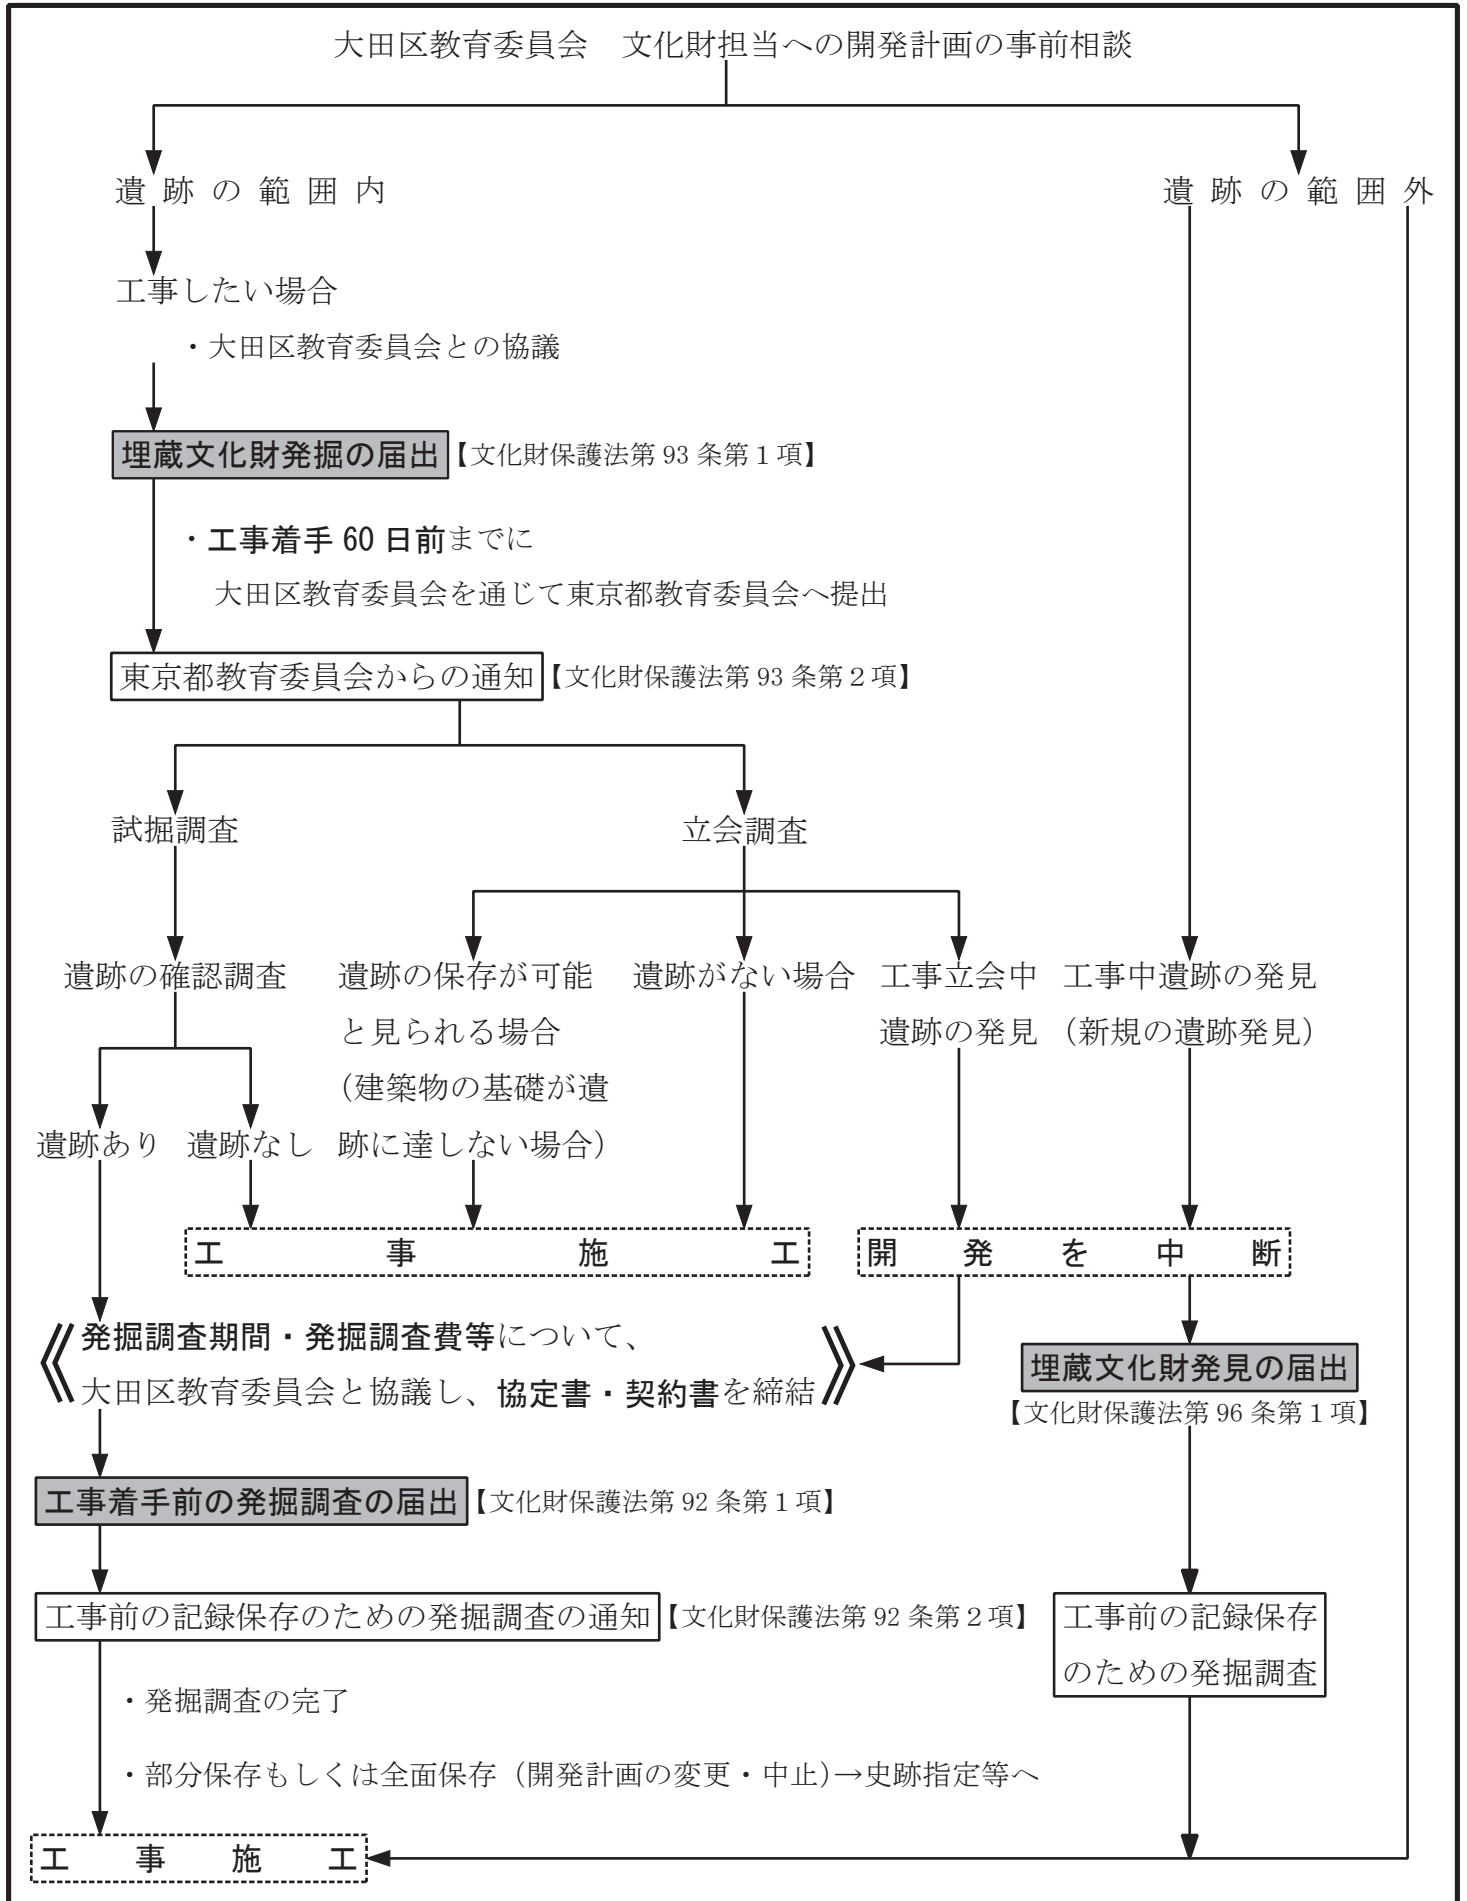 大田区教育委員会　文化財担当への開発計画の事前相談
遺跡の範囲内
遺跡の範囲外
工事したい場合
・大田区教育委員会との協議
埋蔵文化財発掘の届出【文化財保護法第 93 条第１項】
・工事着手 60 日前までに
大田区教育委員会を通じて東京都教育委員会へ提出
東京都教育委員会からの通知【文化財保護法第 93 条第２項】
試掘調査
立会調査
遺跡の確認調査
遺跡の保存が可能
と見られる場合
（建築物の基礎が遺
跡に達しない場合）
遺跡がない場合
工事立会中
遺跡の発見
工事中遺跡の発見
（新規の遺跡発見）
遺跡あり
遺跡なし
工事施工
開発を中断
《発掘調査期間・発掘調査費等について、
大田区教育委員会と協議し、協定書・契約書を締結》
埋蔵文化財発見の届出
【文化財保護法第 96 条第１項】
工事着手前の発掘調査の届出【文化財保護法第 92 条第１項】
工事前の記録保存のための発掘調査の通知【文化財保護法第 92 条第２項】
工事前の記録保存
のための発掘調査
・発掘調査の完了
・部分保存もしくは全面保存（開発計画の変更・中止）→史跡指定等へ
工事施工